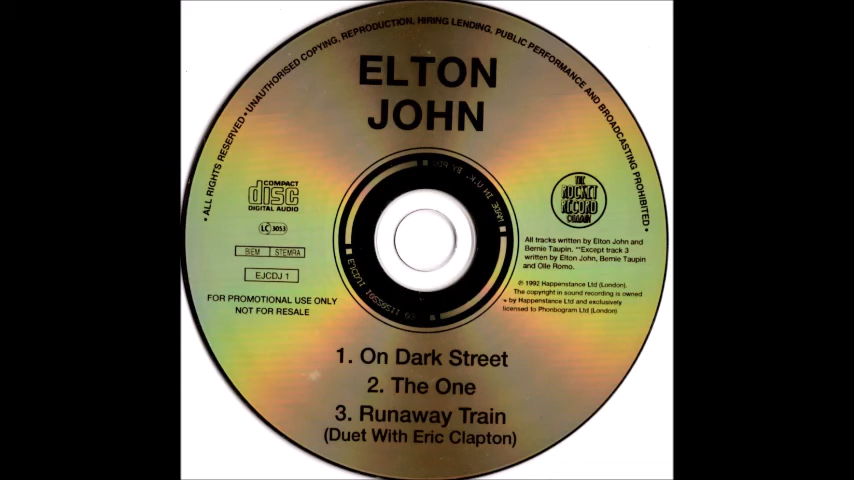 • ALL RIGHTS RESERVED • UNAUTHORISED COPYING, REPRODUCTION, HIRING LENDING, PUBLIC PERFORMANCE AND BROADCASTING PROHIBITED •
ELTON
JOHN
COMPACT
disc
DIGITAL AUDIO
LC 3053
BIEM STEMRA
EJCDJ 1
FOR PROMOTIONAL USE ONLY
NOT FOR RESALE
THE
ROCKET
RECORD
COMPANY
All tracks written by Elton John and
Bernie Taupin. **Except track 3
written by Elton John, Bernie Taupin
and Olle Romo.
℗ 1992 Happenstance Ltd (London).
The copyright in sound recording is owned
by Happenstance Ltd and exclusively
licensed to Phonogram Ltd (London)
MADE IN U.K. BY PDO
1. On Dark Street
2. The One
3. Runaway Train
(Duet With Eric Clapton)